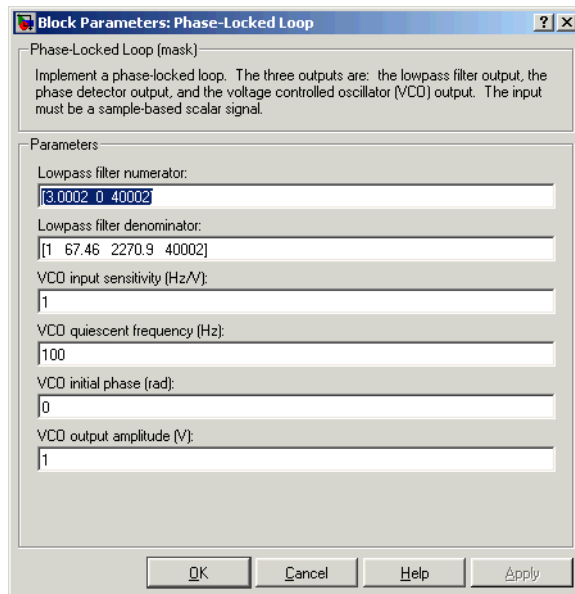 Block Parameters: Phase-Locked Loop
Phase-Locked Loop (mask)
Implement a phase-locked loop. The three outputs are: the lowpass filter output, the
phase detector output, and the voltage controlled oscillator (VCO) output. The input
must be a sample-based scalar signal.
Parameters
Lowpass filter numerator:
[3.0002 0 40002]
Lowpass filter denominator:
[1 67.46 2270.9 40002]
VCO input sensitivity (Hz/V):
1
VCO quiescent frequency (Hz):
100
VCO initial phase (rad):
0
VCO output amplitude (V):
1
OK Cancel Help Apply